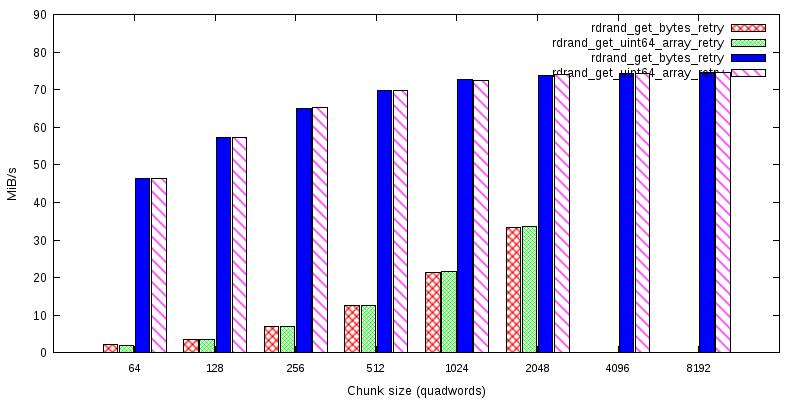 90
80
70
60
50
40
30
20
10
0
MiB/s
rdrand_get_bytes_retry
rdrand_get_uint64_array_retry
rdrand_get_bytes_retry
rdrand_get_uint64_array_retry
64 128 256 512 1024 2048 4096 8192
Chunk size (quadwords)